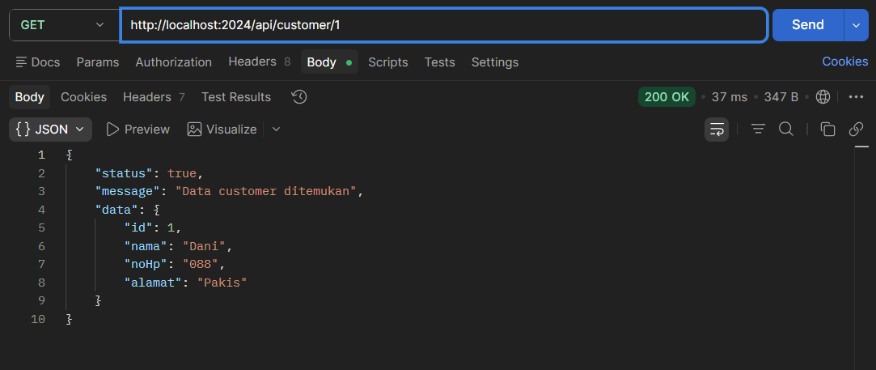 GET http://localhost:2024/api/customer/1 Send
Docs Params Authorization Headers 8 Body Scripts Tests Settings Cookies
Body Cookies Headers 7 Test Results 200 OK • 37 ms • 347 B
{ } JSON Preview Visualize
1 {
2 "status": true,
3 "message": "Data customer ditemukan",
4 "data": {
5 "id": 1,
6 "nama": "Dani",
7 "noHp": "088",
8 "alamat": "Pakis"
9 }
10 }